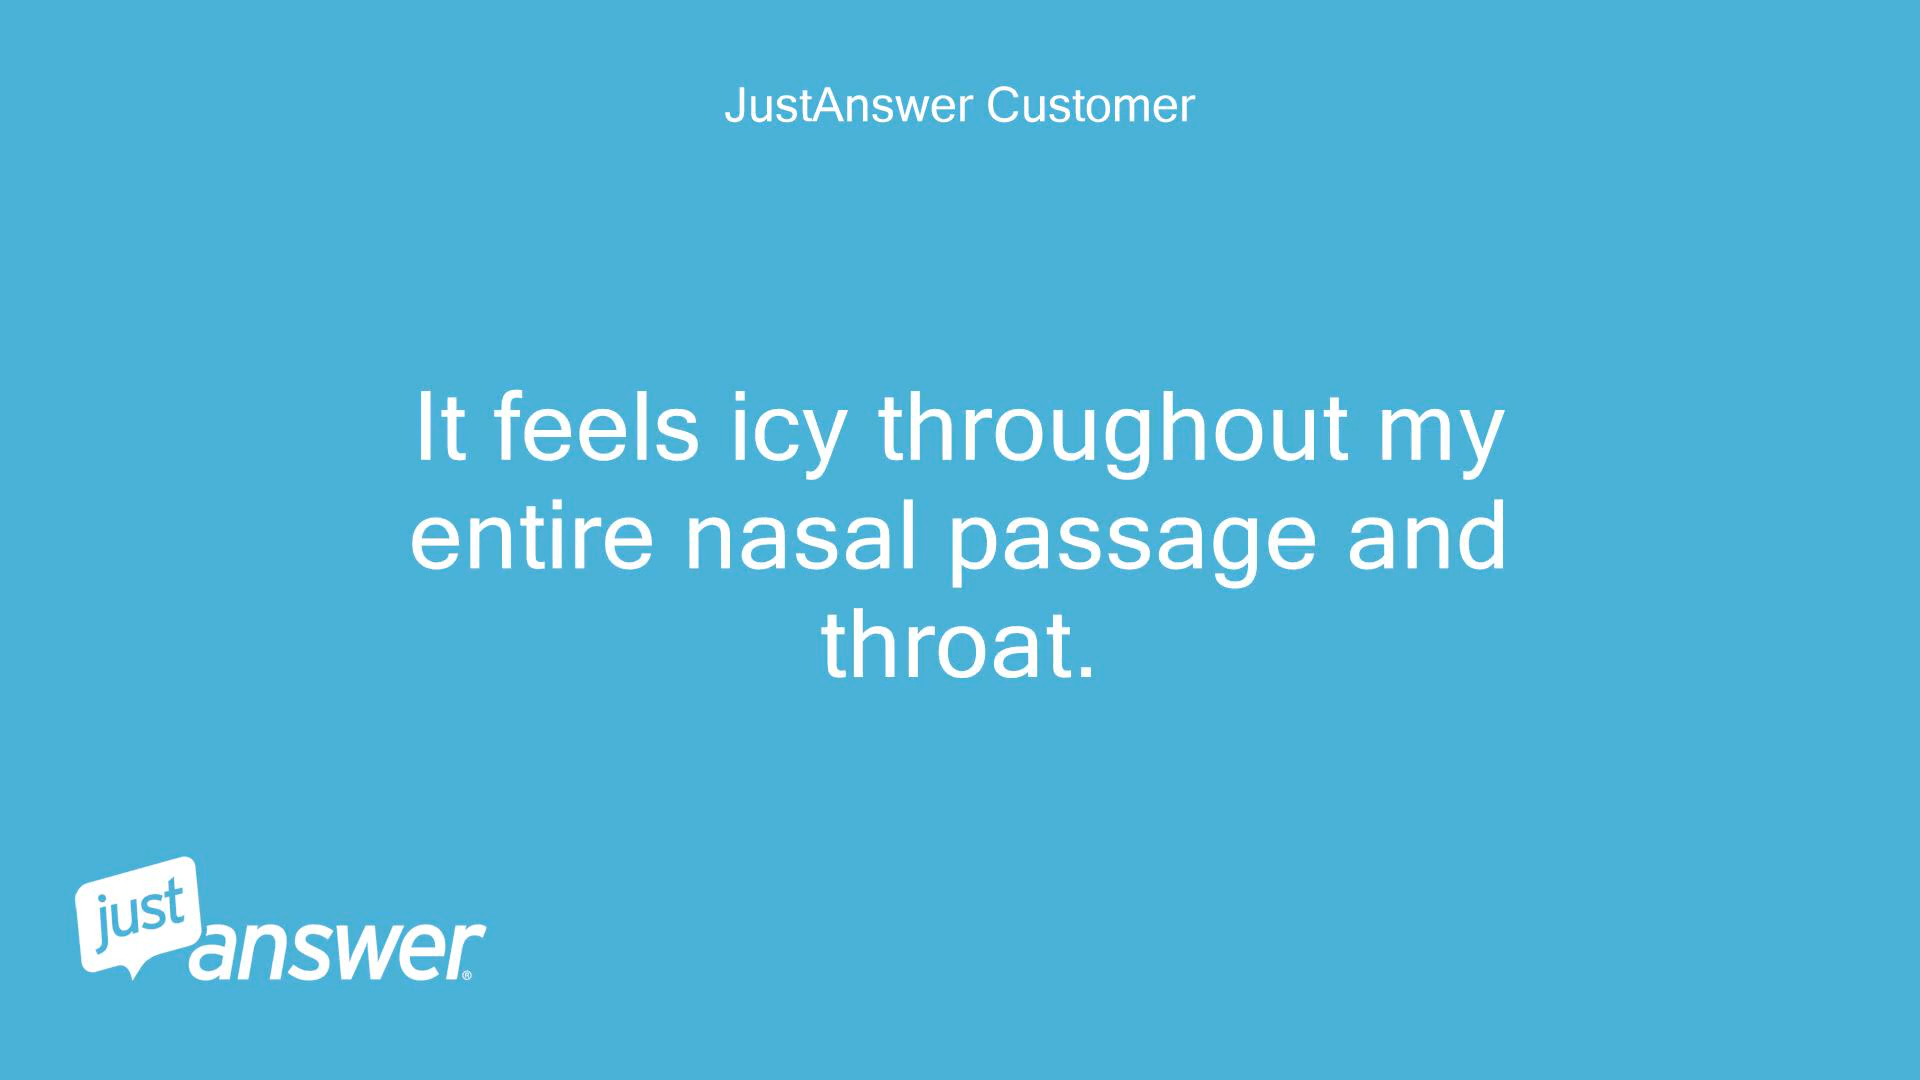 JustAnswer Customer
It feels icy throughout my
entire nasal passage and
throat.
just
answer®